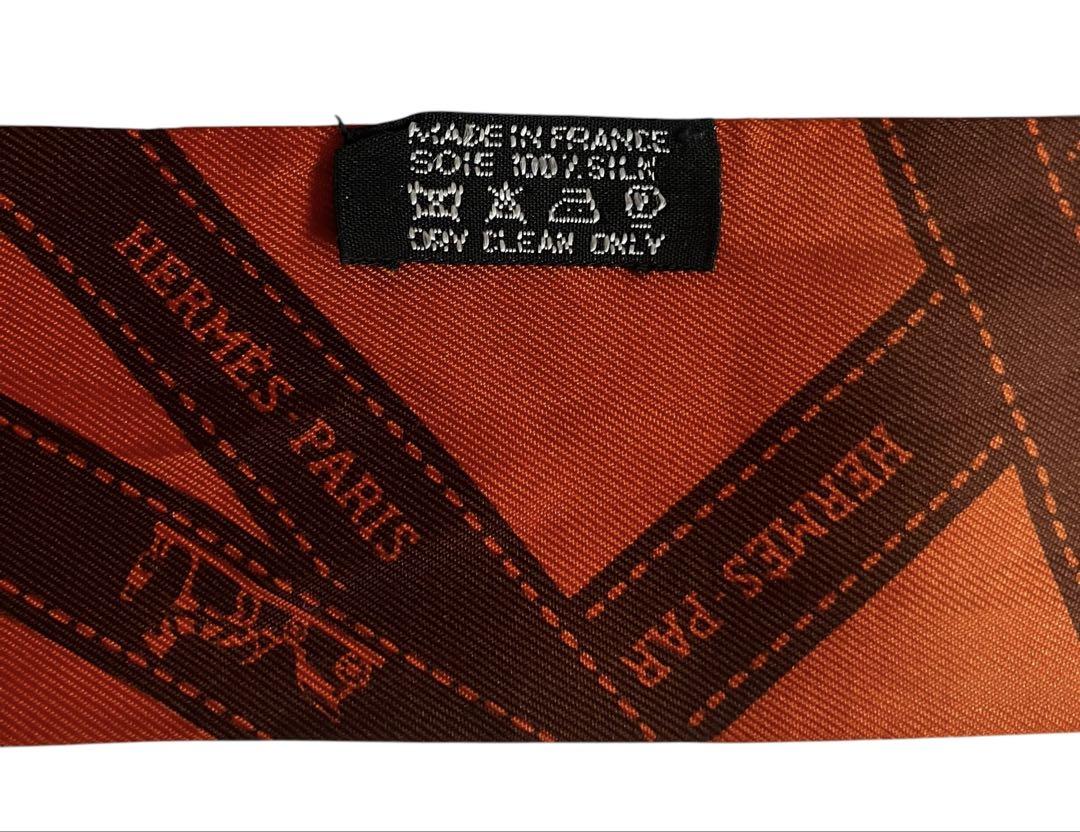 MADE IN FRANCE
SOIE 100% SILK
DRY CLEAN ONLY
HERMÈS-PARIS
HERMÈS-PAR